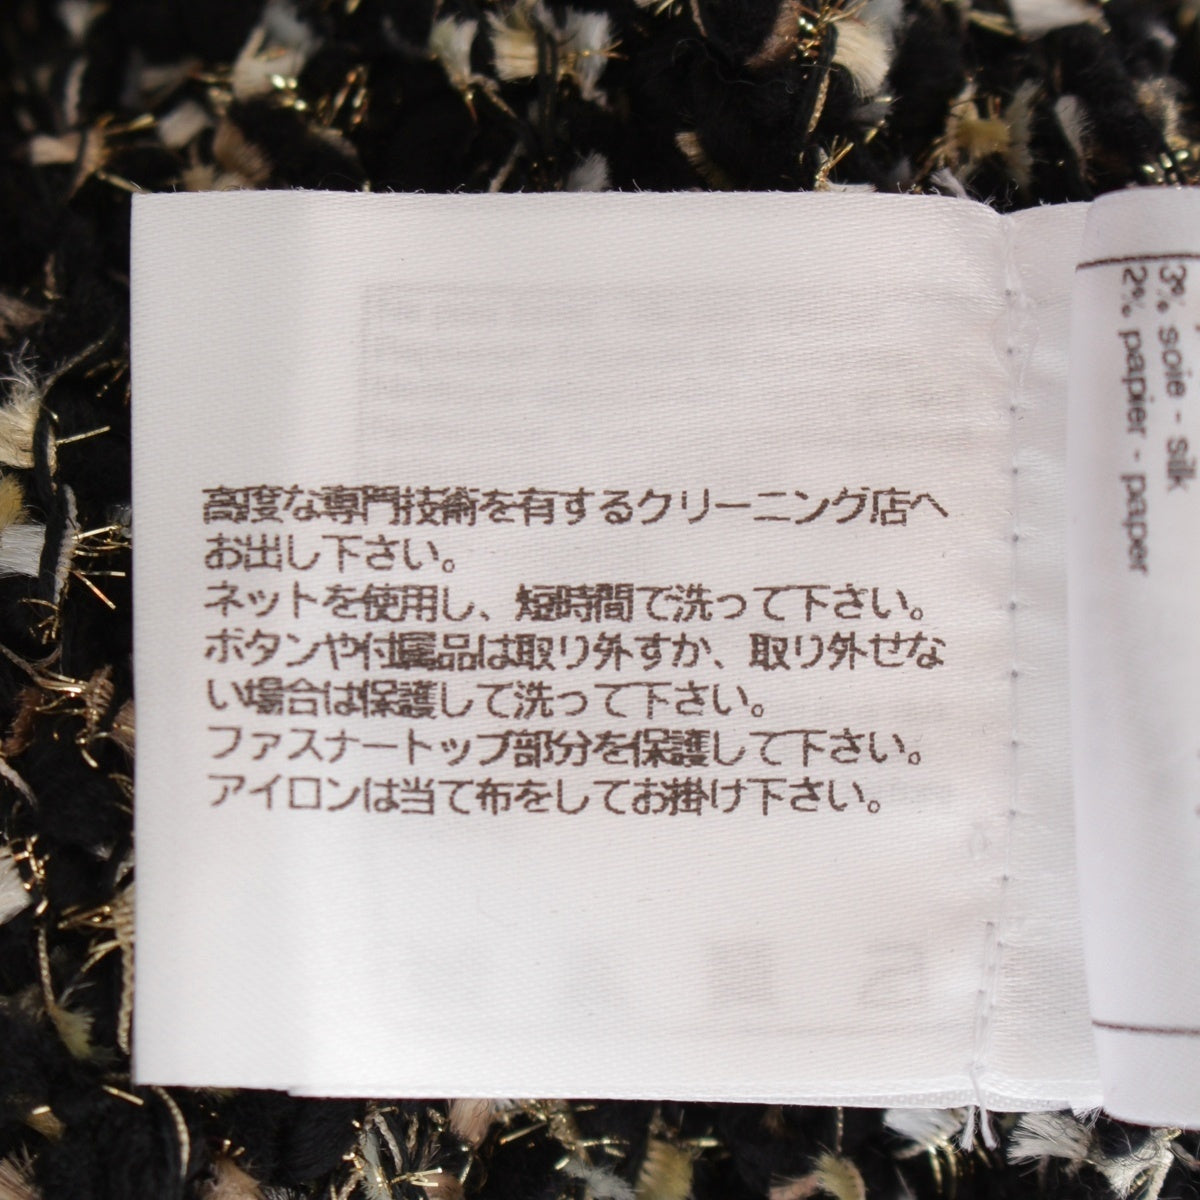 高度な専門技術を有するクリーニング店へ
お出し下さい。
ネットを使用し、短時間で洗って下さい。
ボタンや付属品は取り外すか、取り外せな
い場合は保護して洗って下さい。
ファスナートップ部分を保護して下さい。
アイロンは当て布をしてお掛け下さい。
3% soie - silk
2% papier - paper